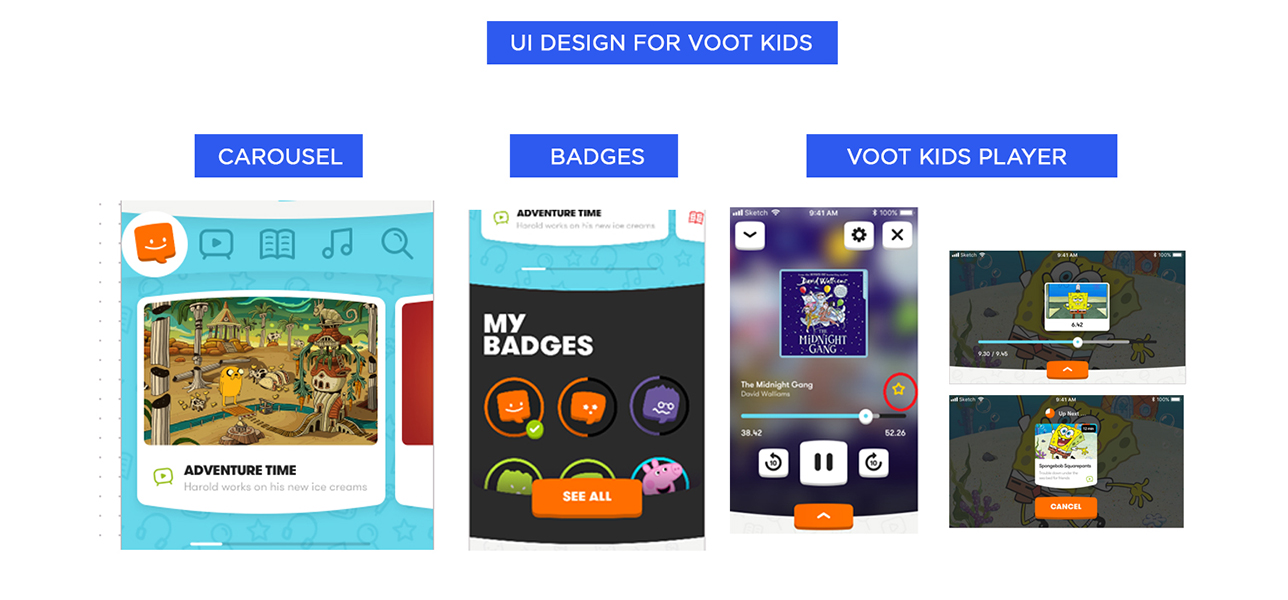 UI DESIGN FOR VOOT KIDS
CAROUSEL
BADGES
VOOT KIDS PLAYER
ADVENTURE TIME
Harold works on his new ice creams
ADVENTURE TIME
Harold works on his new ice creams
MY
BADGES
SEE ALL
Sketch 9:41 AM 100%
David Walliams
THE
MiDNiGHT
GANG
The Midnight Gang
David Walliams
38.42 52.26
10 10
Sketch 9:41 AM 100%
6.42
9.30 / 9.45
Sketch 9:41 AM 100%
Up Next
12 min
Spongebob Squarepants
CANCEL